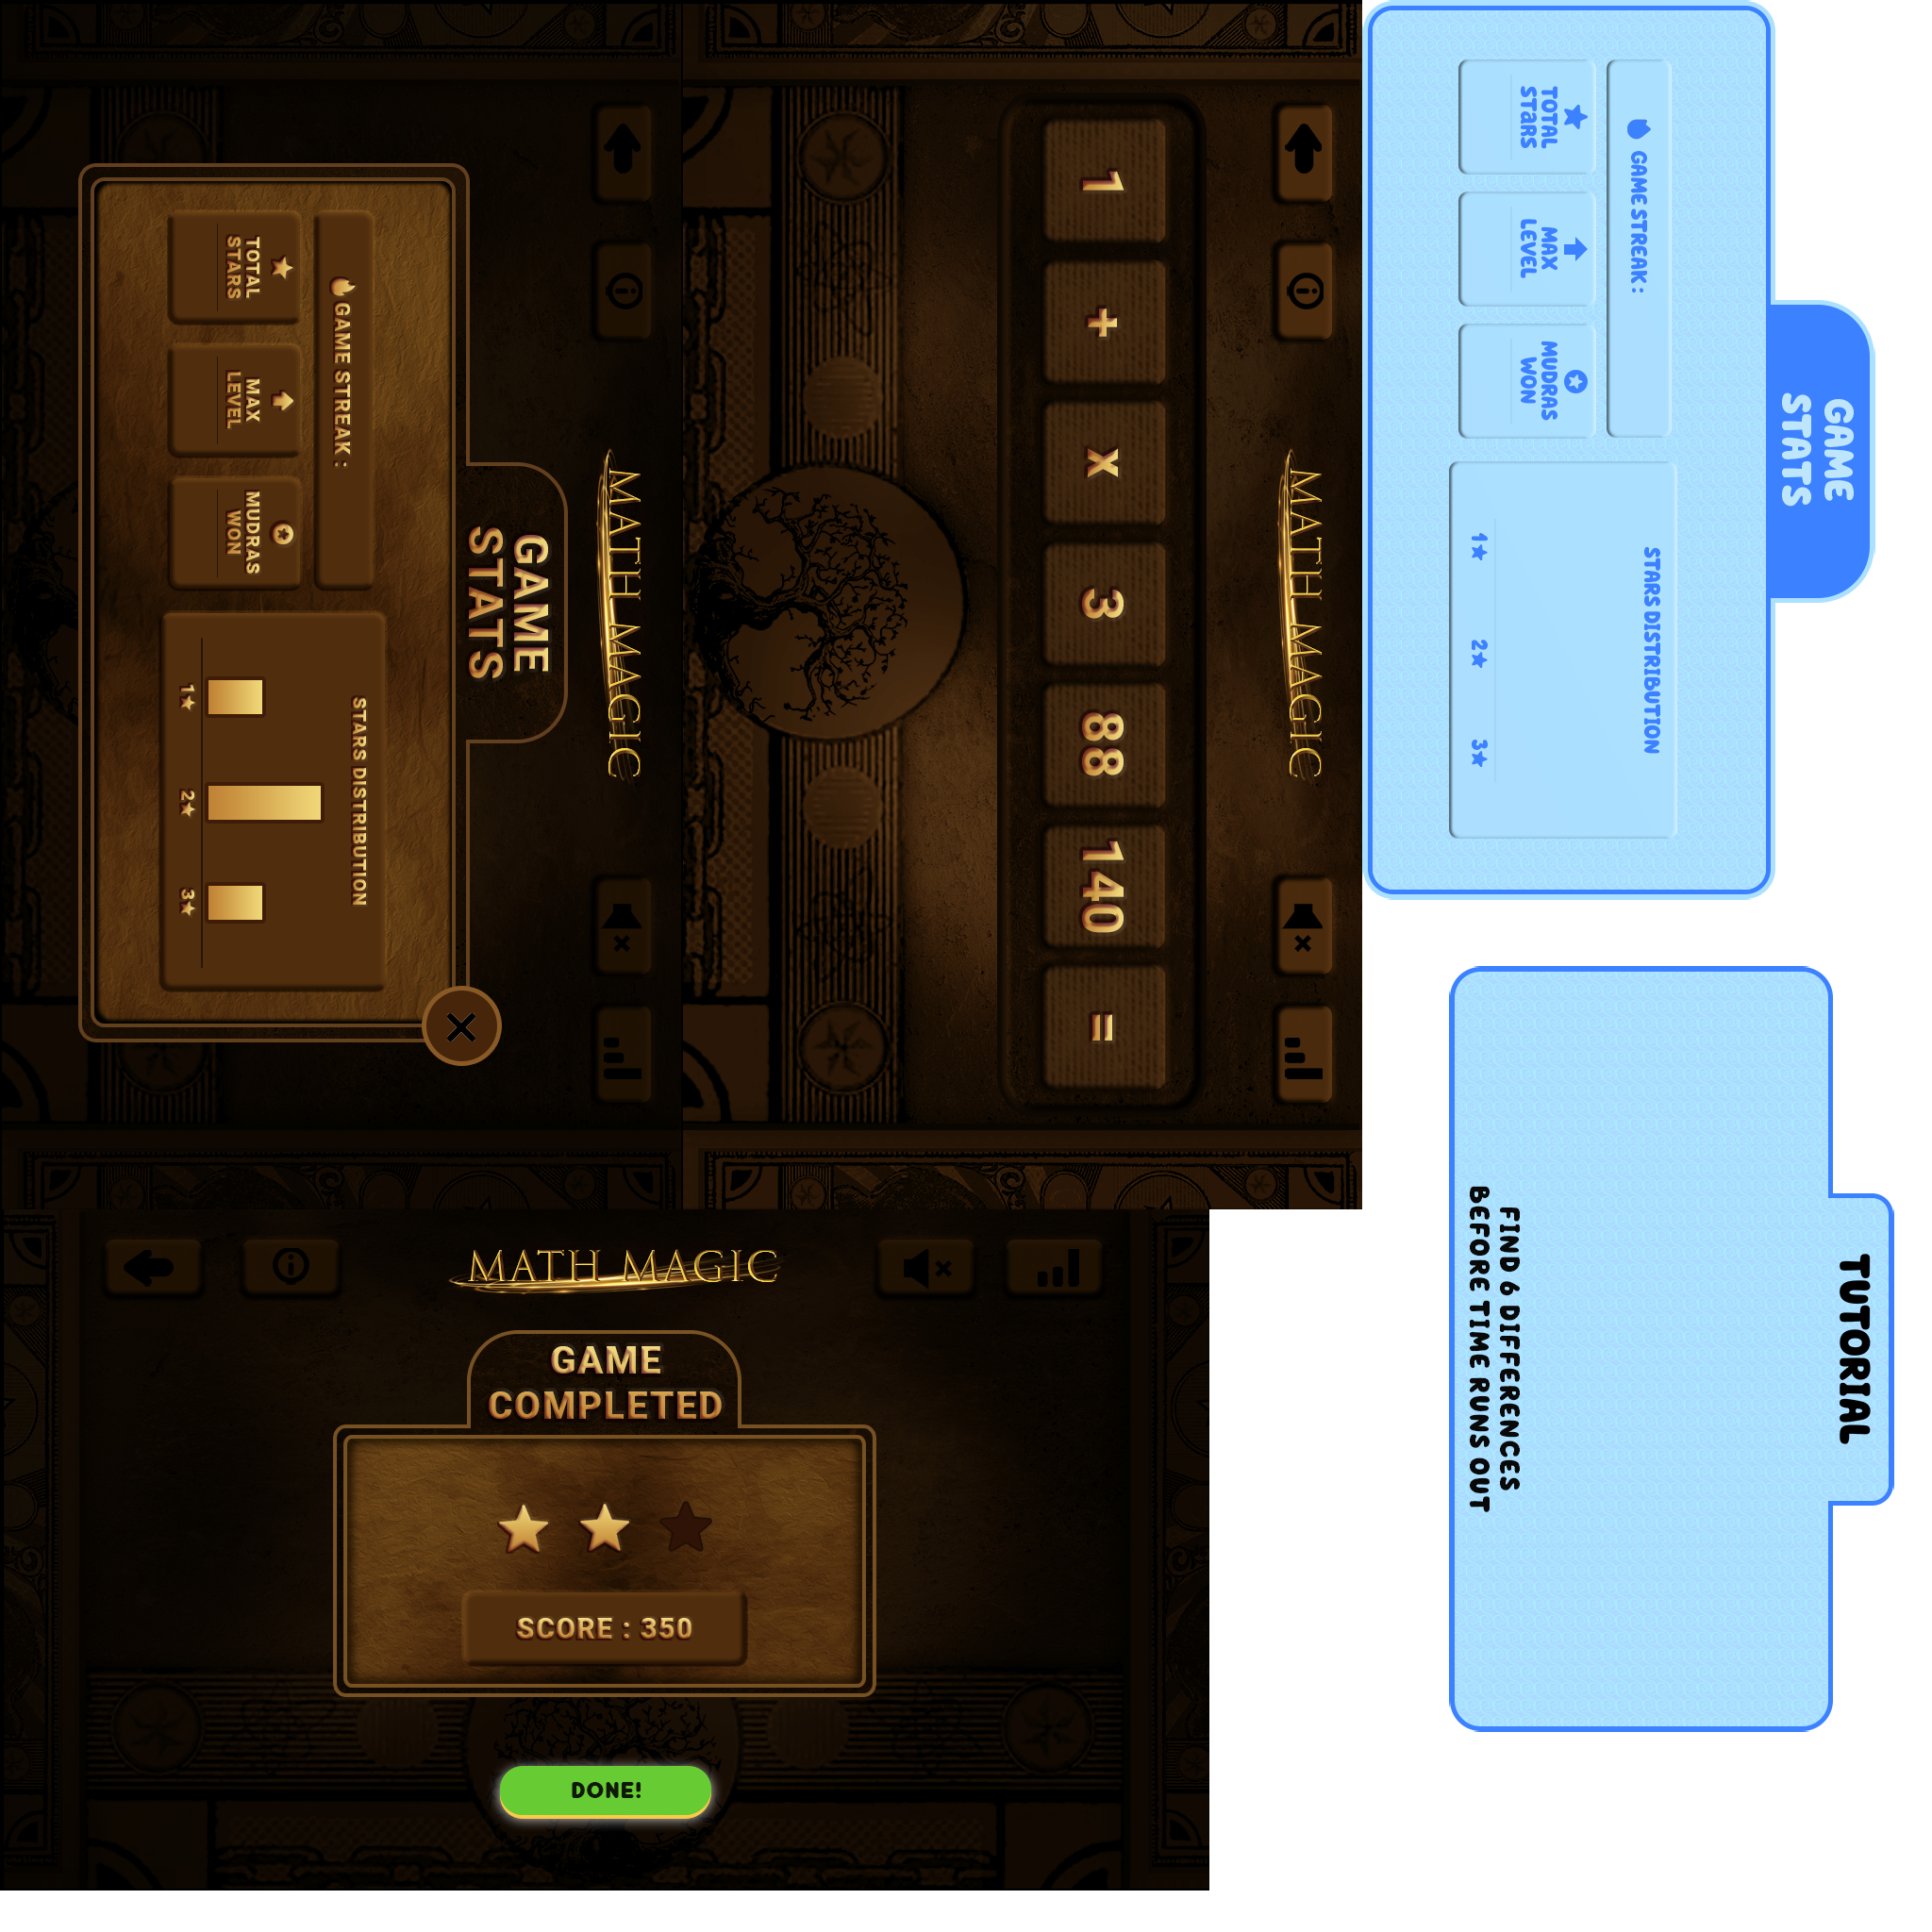 MATH MAGIC
GAME
STATS
GAME STREAK :
TOTAL
STARS
MAX
LEVEL
MUDRAS
WON
STARS DISTRIBUTION
1
2
3
MATH MAGIC
1 + x 3 88 140 =
GAME
STATS
GAME STREAK :
TOTAL
STARS
MAX
LEVEL
MUDRAS
WON
STARS DISTRIBUTION
1
2
3
TUTORIAL
FIND 6 DIFFERENCES
BEFORE TIME RUNS OUT
MATH MAGIC
GAME
COMPLETED
SCORE : 350
DONE!